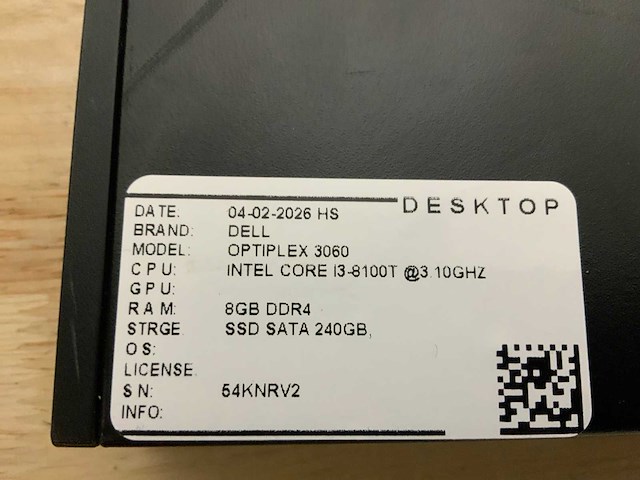 DESKTOP
DATE: 04-02-2026 HS
BRAND: DELL
MODEL: OPTIPLEX 3060
CPU: INTEL CORE I3-8100T @3.10GHZ
GPU:
RAM: 8GB DDR4
STRGE SSD SATA 240GB,
OS:
LICENSE
SN: 54KNRV2
INFO: